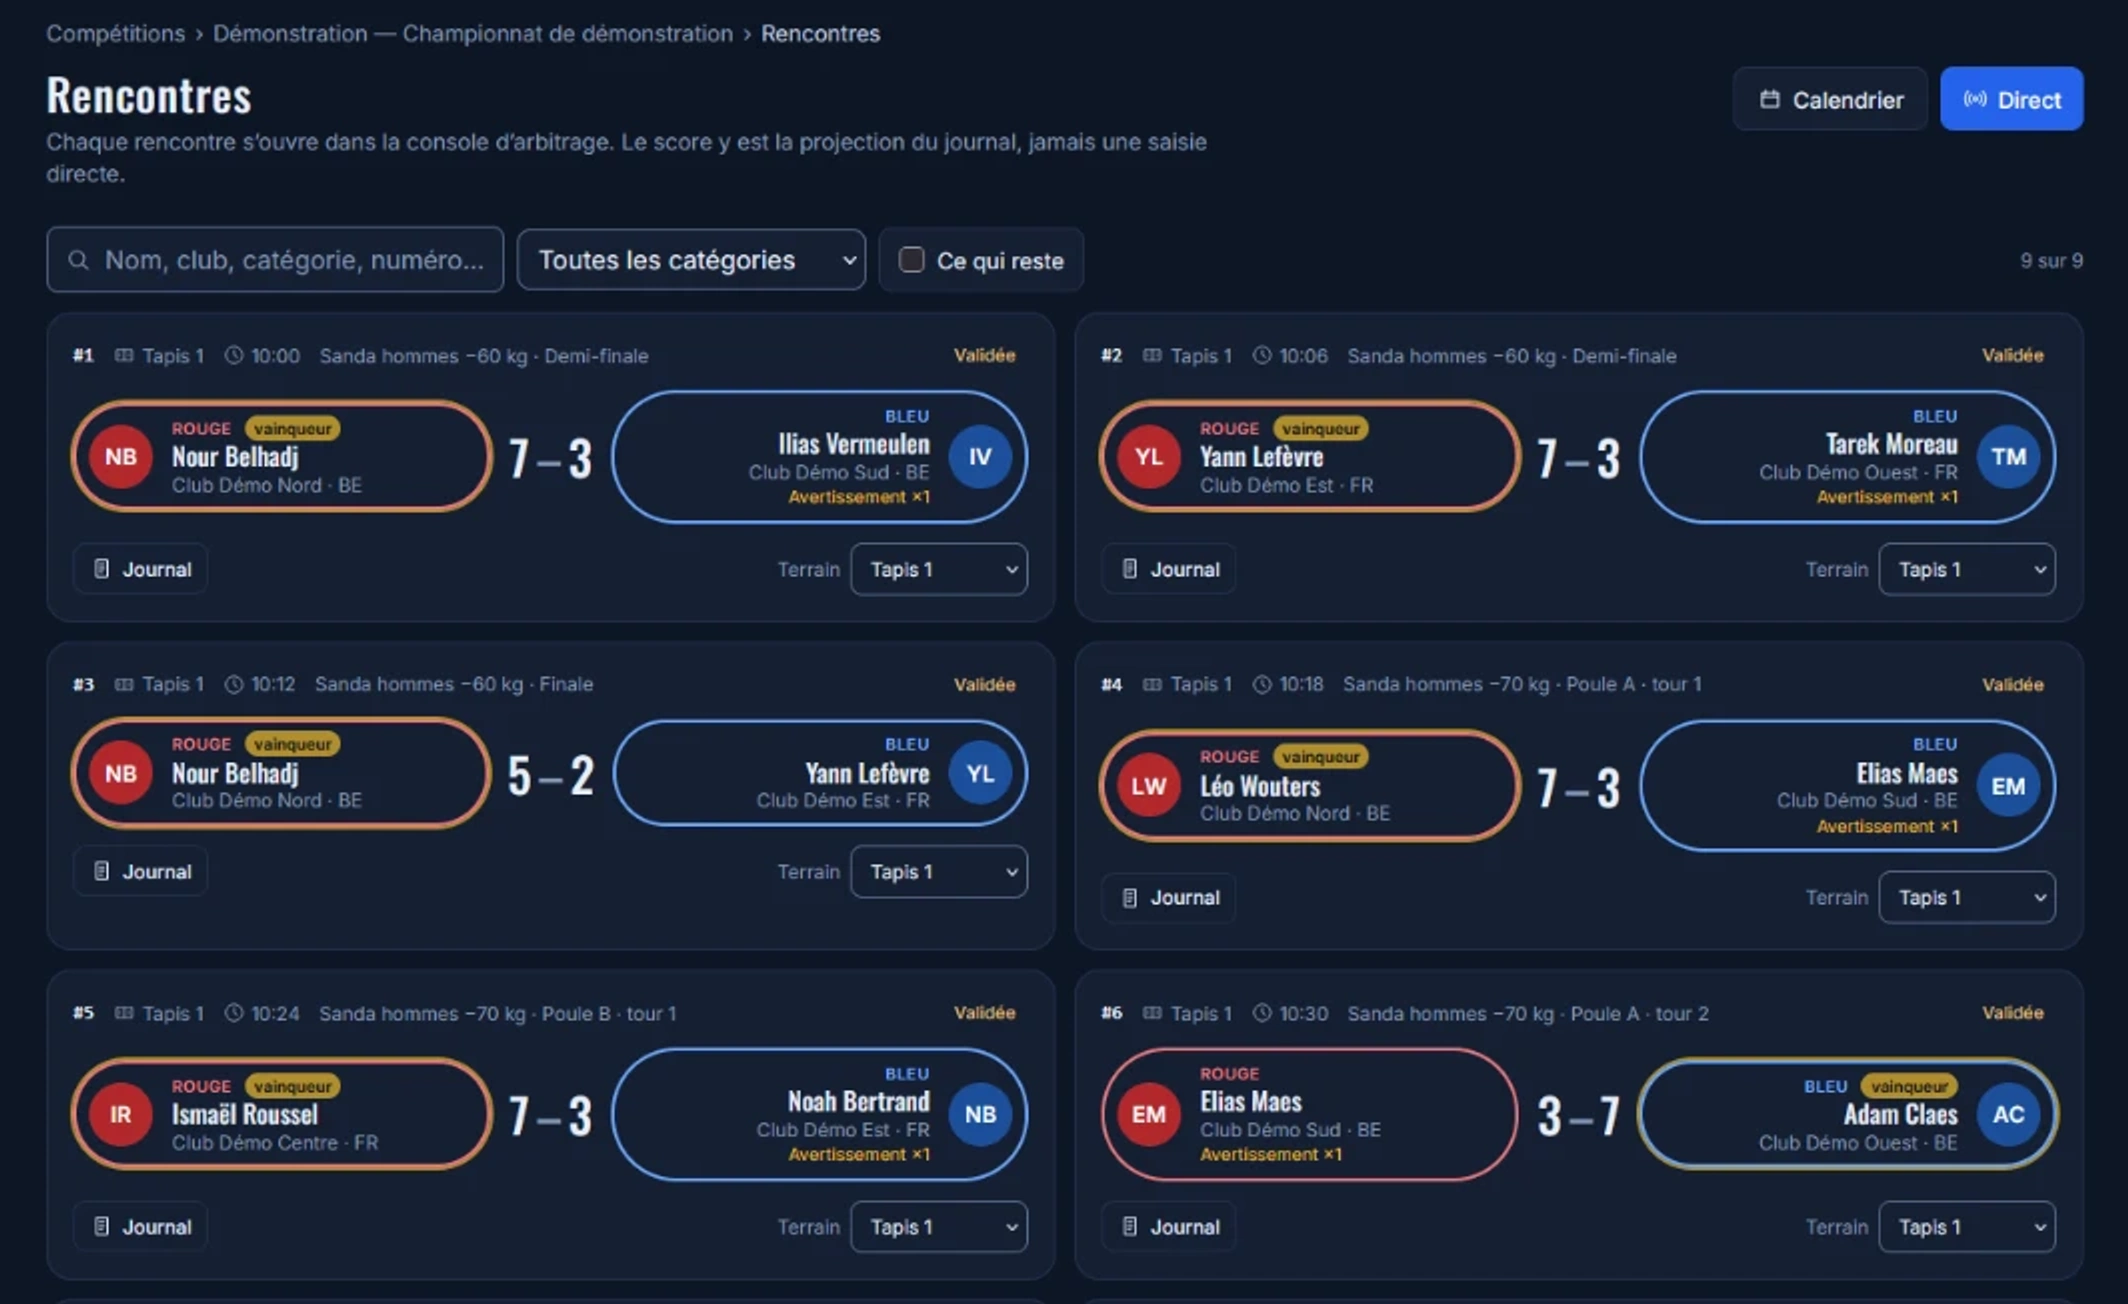 Compétitions › Démonstration — Championnat de démonstration › Rencontres
Rencontres
Calendrier
Direct
Chaque rencontre s’ouvre dans la console d’arbitrage. Le score y est la projection du journal, jamais une saisie
directe.
Nom, club, catégorie, numéro...
Toutes les catégories
Ce qui reste
9 sur 9
#1 Tapis 1 10:00 Sanda hommes −60 kg · Demi-finale Validée
NB
ROUGE vainqueur
Nour Belhadj
Club Démo Nord · BE
7 – 3
BLEU
Ilias Vermeulen
Club Démo Sud · BE
Avertissement ×1
IV
Journal
Terrain Tapis 1
#2 Tapis 1 10:06 Sanda hommes −60 kg · Demi-finale Validée
YL
ROUGE vainqueur
Yann Lefèvre
Club Démo Est · FR
7 – 3
BLEU
Tarek Moreau
Club Démo Ouest · FR
Avertissement ×1
TM
Journal
Terrain Tapis 1
#3 Tapis 1 10:12 Sanda hommes −60 kg · Finale Validée
NB
ROUGE vainqueur
Nour Belhadj
Club Démo Nord · BE
5 – 2
BLEU
Yann Lefèvre
Club Démo Est · FR
YL
Journal
Terrain Tapis 1
#4 Tapis 1 10:18 Sanda hommes −70 kg · Poule A · tour 1 Validée
LW
ROUGE vainqueur
Léo Wouters
Club Démo Nord · BE
7 – 3
BLEU
Elias Maes
Club Démo Sud · BE
Avertissement ×1
EM
Journal
Terrain Tapis 1
#5 Tapis 1 10:24 Sanda hommes −70 kg · Poule B · tour 1 Validée
IR
ROUGE vainqueur
Ismaël Roussel
Club Démo Centre · FR
7 – 3
BLEU
Noah Bertrand
Club Démo Est · FR
Avertissement ×1
NB
Journal
Terrain Tapis 1
#6 Tapis 1 10:30 Sanda hommes −70 kg · Poule A · tour 2 Validée
EM
ROUGE
Elias Maes
Club Démo Sud · BE
Avertissement ×1
3 – 7
BLEU vainqueur
Adam Claes
Club Démo Ouest · BE
AC
Journal
Terrain Tapis 1